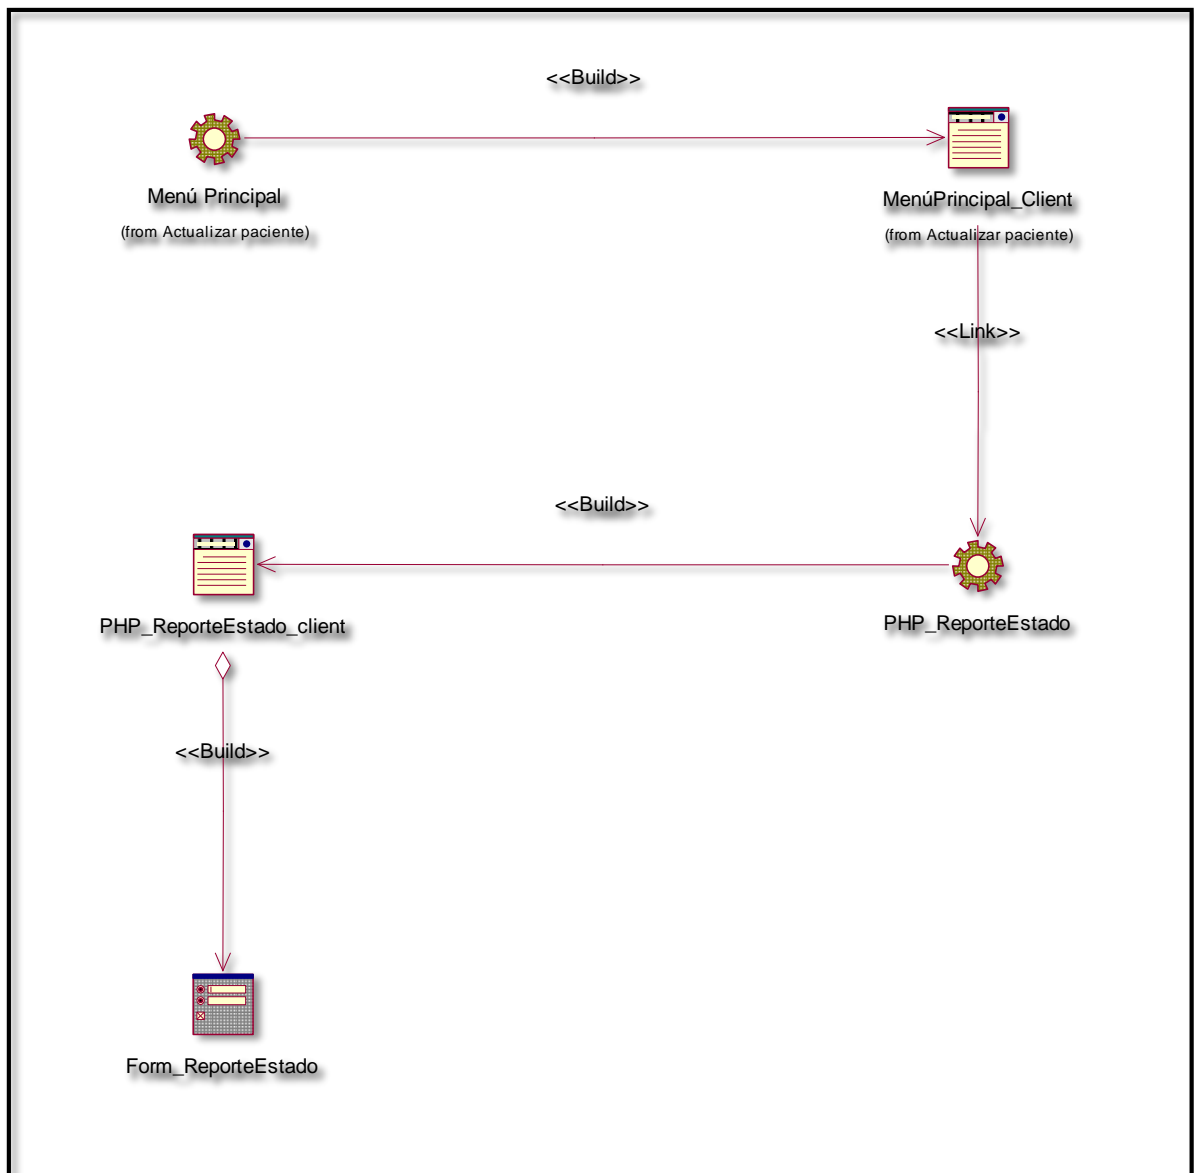 <<Build>>
Menú Principal
(from Actualizar paciente)
MenúPrincipal_Client
(from Actualizar paciente)
<<Link>>
<<Build>>
PHP_ReporteEstado_client
PHP_ReporteEstado
<<Build>>
Form_ReporteEstado